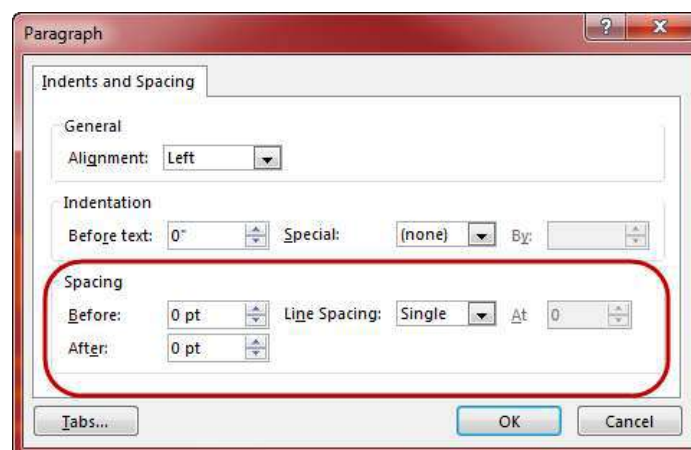 Paragraph
Indents and Spacing
General
Alignment: Left
Indentation
Before text: 0" Special: (none) By:
Spacing
Before: 0 pt Line Spacing: Single At 0
After: 0 pt
Tabs... OK Cancel